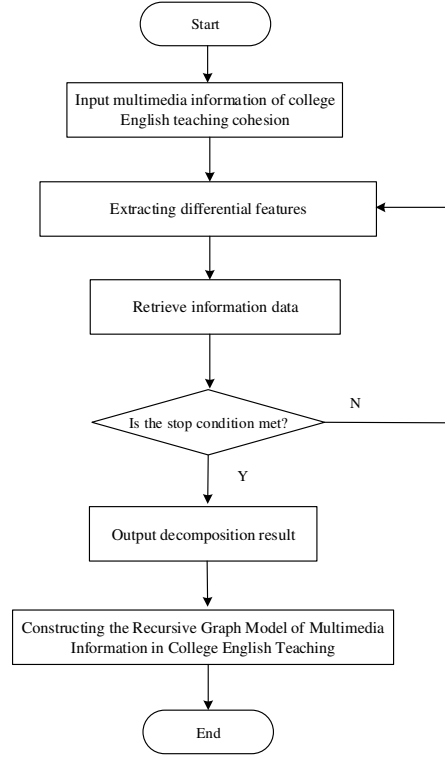 Start
Input multimedia information of college
English teaching cohesion
Extracting differential features
Retrieve information data
Is the stop condition met?
N
Y
Output decomposition result
Constructing the Recursive Graph Model of Multimedia
Information in College English Teaching
End